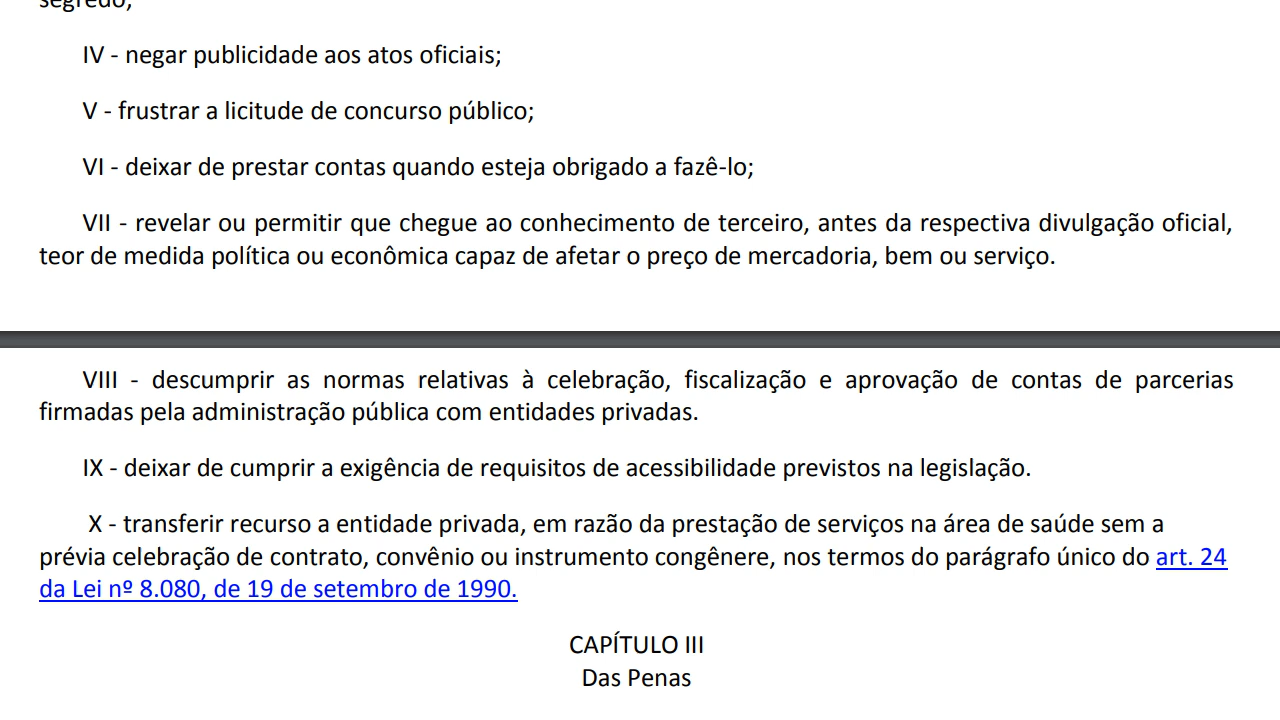 segredo;
IV - negar publicidade aos atos oficiais;
V - frustrar a licitude de concurso público;
VI - deixar de prestar contas quando esteja obrigado a fazê-lo;
VII - revelar ou permitir que chegue ao conhecimento de terceiro, antes da respectiva divulgação oficial,
teor de medida política ou econômica capaz de afetar o preço de mercadoria, bem ou serviço.
VIII - descumprir as normas relativas à celebração, fiscalização e aprovação de contas de parcerias
firmadas pela administração pública com entidades privadas.
IX - deixar de cumprir a exigência de requisitos de acessibilidade previstos na legislação.
X - transferir recurso a entidade privada, em razão da prestação de serviços na área de saúde sem a
prévia celebração de contrato, convênio ou instrumento congênere, nos termos do parágrafo único do art. 24
da Lei nº 8.080, de 19 de setembro de 1990.
CAPÍTULO III
Das Penas